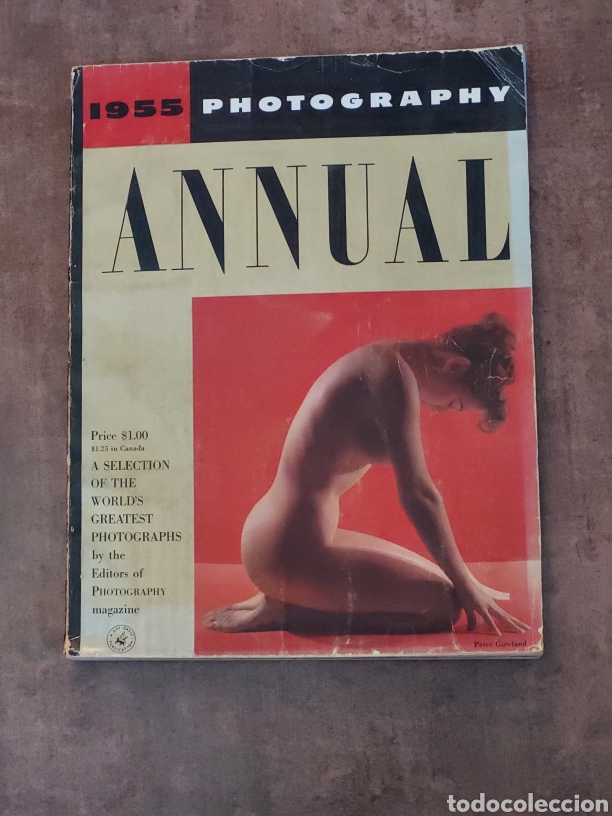 1955 PHOTOGRAPHY
ANNUAL
Price $1.00
$1.25 in Canada
A SELECTION
OF THE
WORLD'S
GREATEST
PHOTOGRAPHS
by the
Editors of
PHOTOGRAPHY
magazine
Peter Gowland
todocoleccion